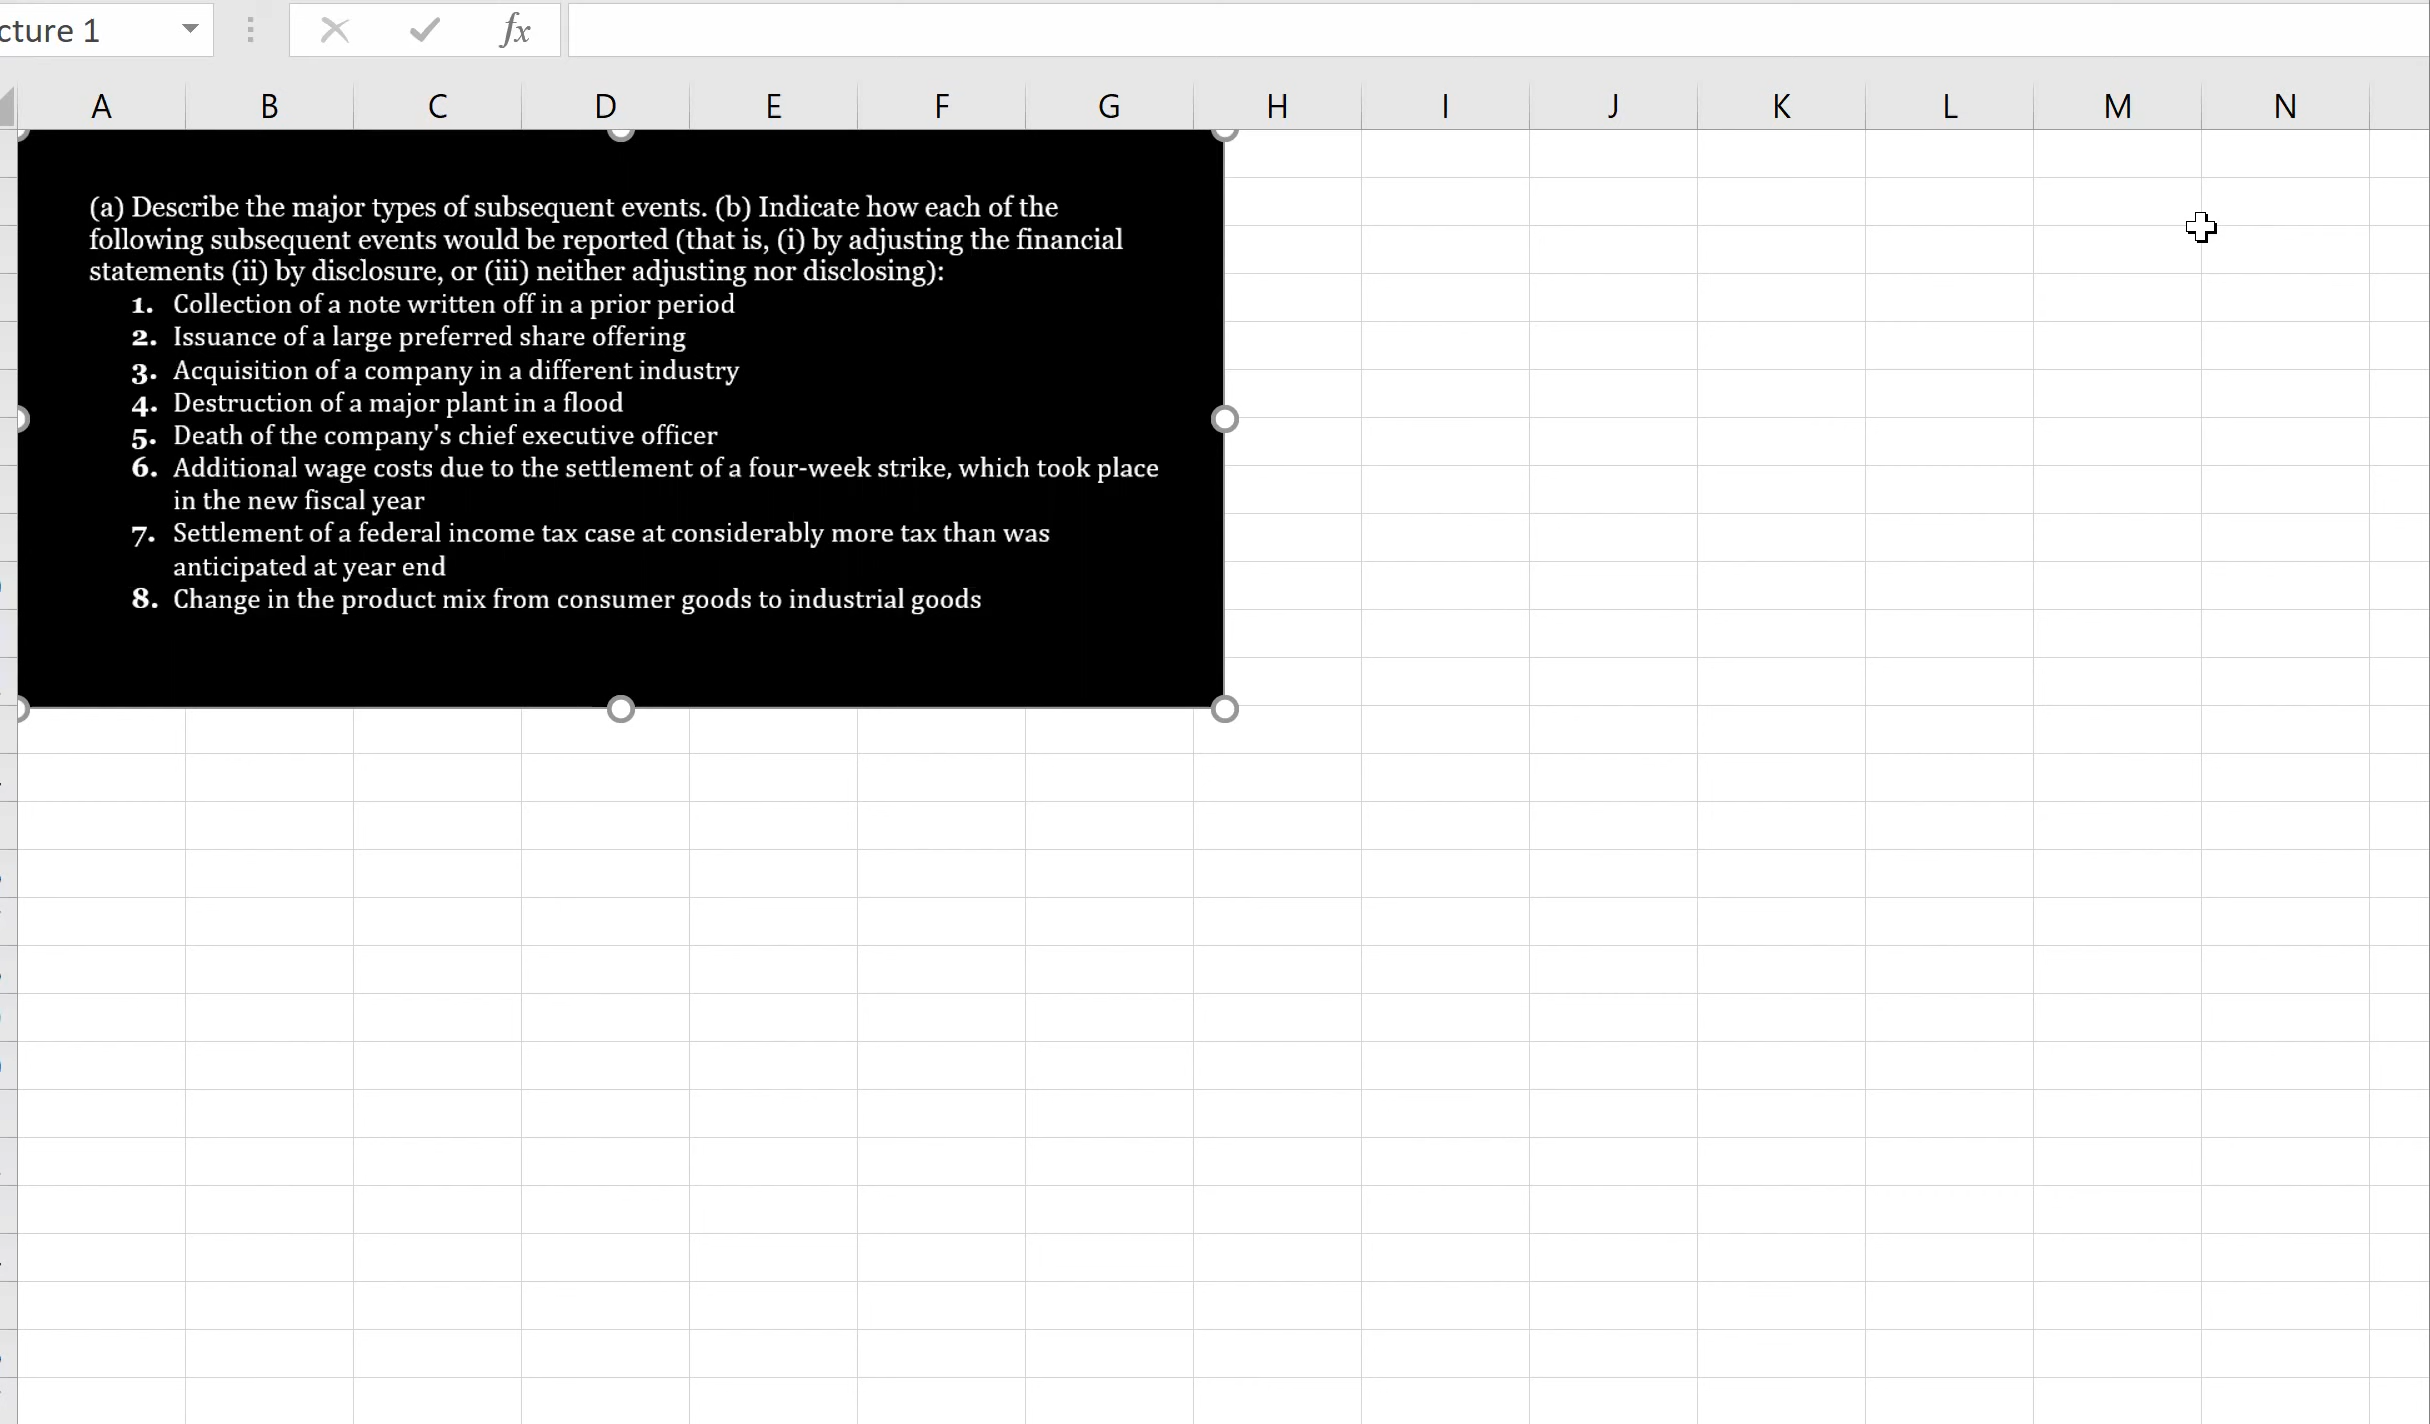 cture 1
fx
A B C D E F G H I J K L M N
(a) Describe the major types of subsequent events. (b) Indicate how each of the
following subsequent events would be reported (that is, (i) by adjusting the financial
statements (ii) by disclosure, or (iii) neither adjusting nor disclosing):
1. Collection of a note written off in a prior period
2. Issuance of a large preferred share offering
3. Acquisition of a company in a different industry
4. Destruction of a major plant in a flood
5. Death of the company's chief executive officer
6. Additional wage costs due to the settlement of a four-week strike, which took place
in the new fiscal year
7. Settlement of a federal income tax case at considerably more tax than was
anticipated at year end
8. Change in the product mix from consumer goods to industrial goods